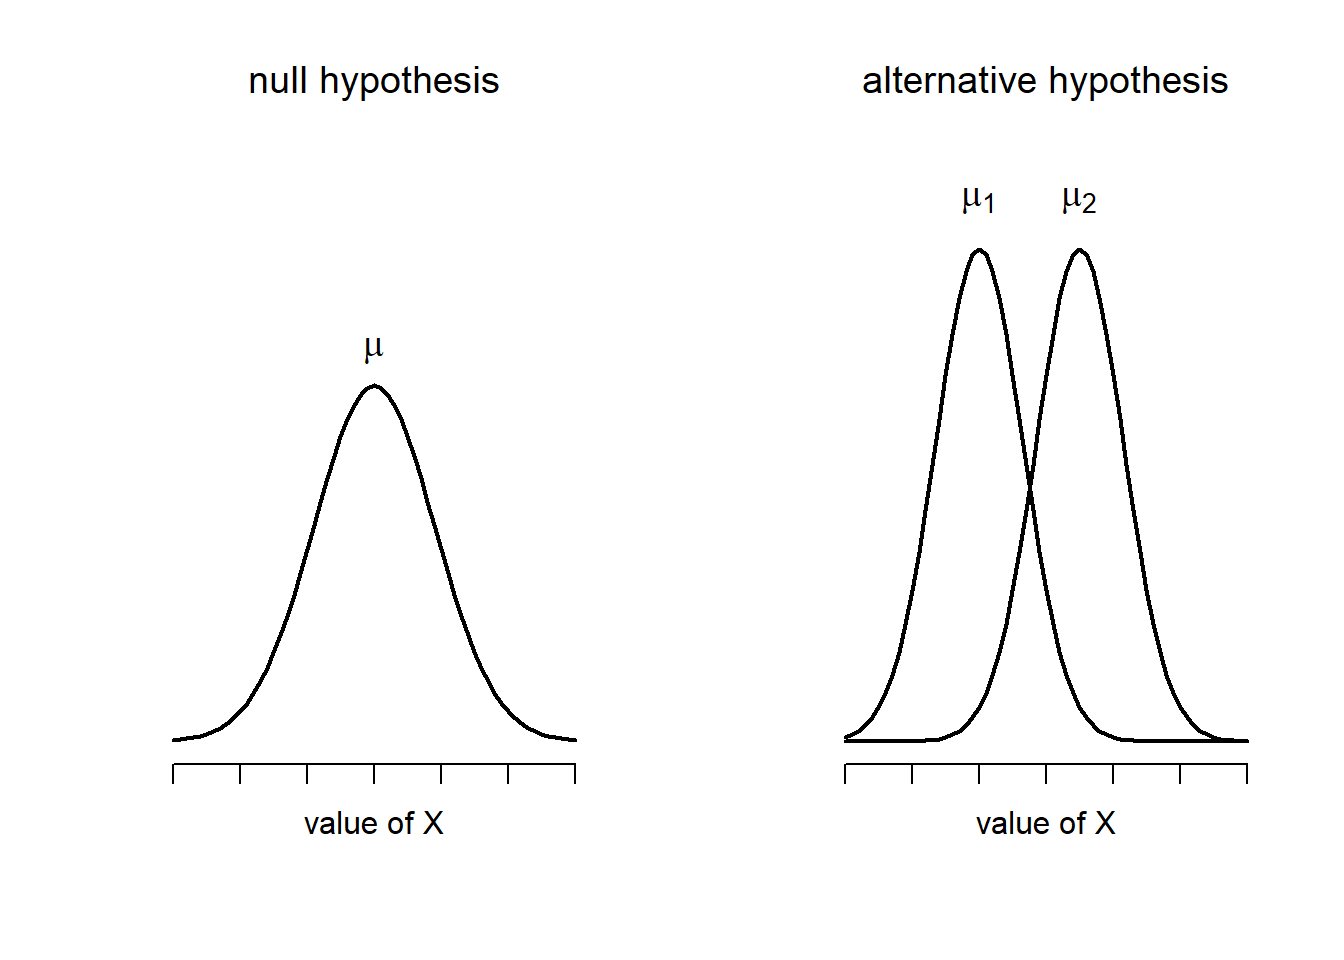 null hypothesis
μ
value of X
alternative hypothesis
μ₁ μ₂
value of X